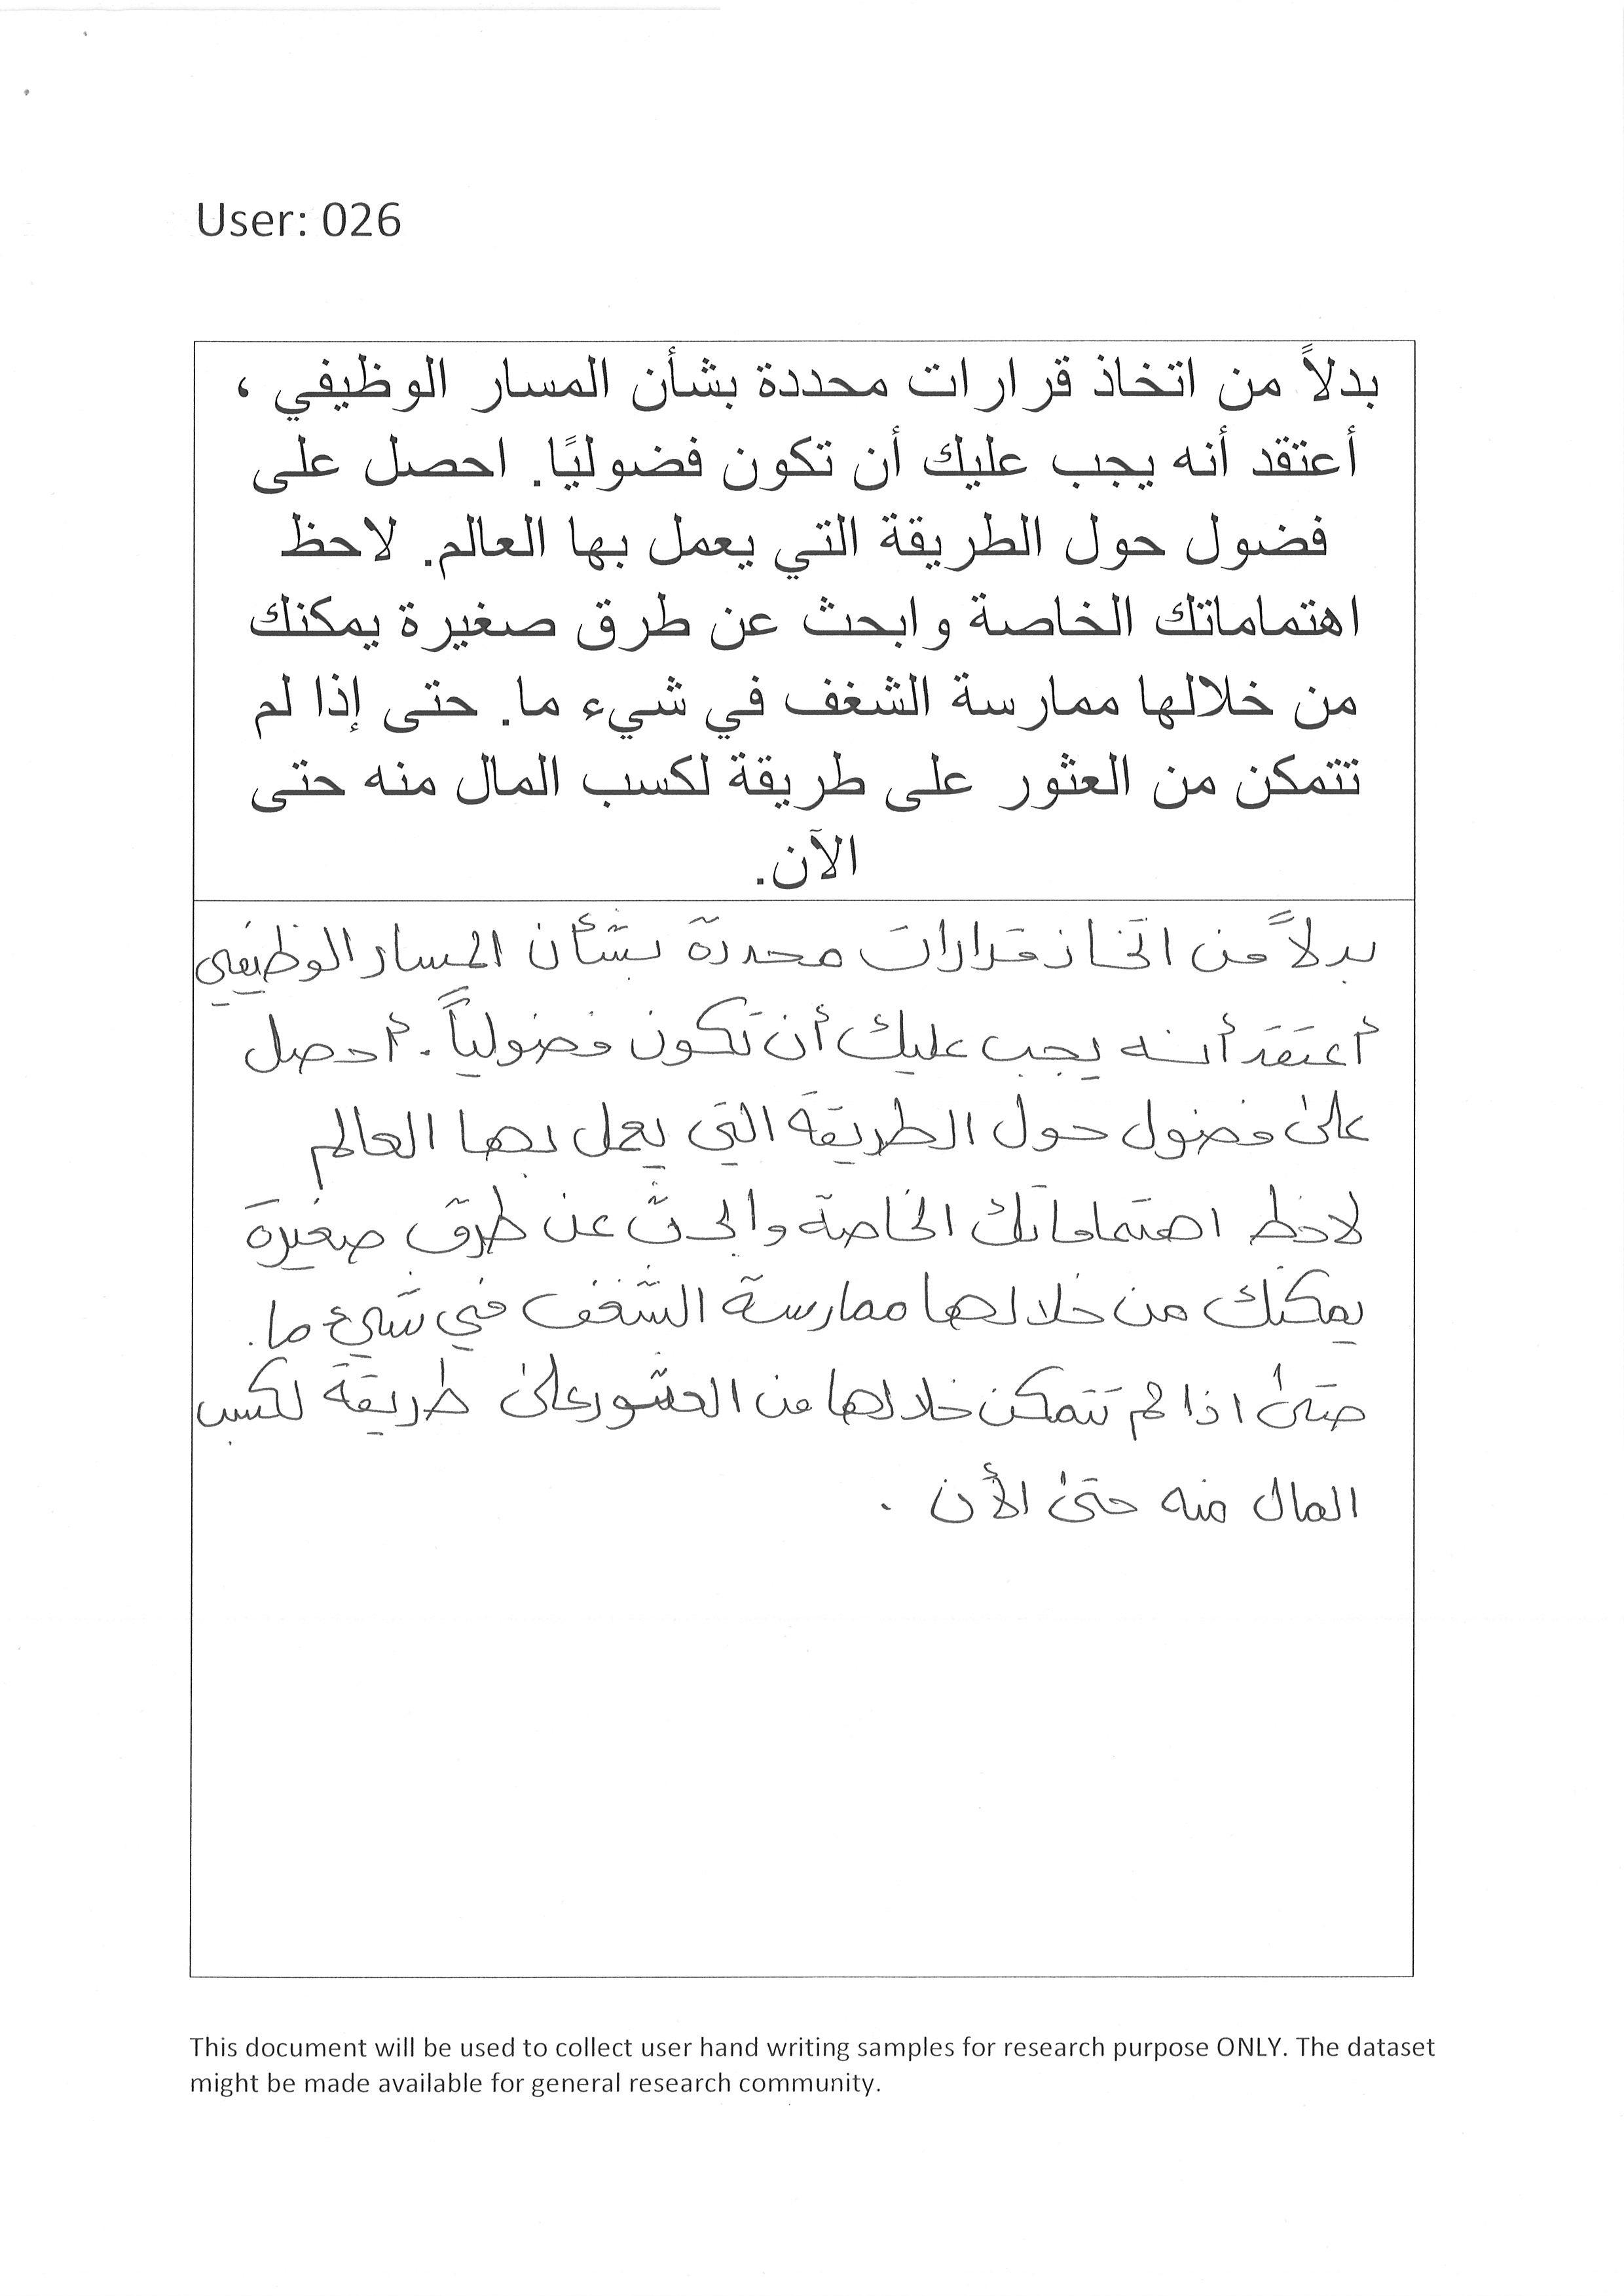 User: 026
بدلاً من اتخاذ قرارات محددة بشأن المسار الوظيفي ،
أعتقد أنه يجب عليك أن تكون فضوليًا. احصل على
فضول حول الطريقة التي يعمل بها العالم. لاحظ
اهتماماتك الخاصة وابحث عن طرق صغيرة يمكنك
من خلالها ممارسة الشغف في شيء ما. حتى إذا لم
تتمكن من العثور على طريقة لكسب المال منه حتى
الآن.
بدلاً من اتخاذ قرارات محددة بشأن المسار الوظيفي
أعتقد أنه يجب عليك أن تكون فضولياً. أحصل
على فضول حول الطريقة التي يعمل بها العالم
لاحظ اهتماماتك الخاصة وابحث عن طرق صغيرة
يمكنك من خلالها ممارسة الشغف في شيء ما.
حتى اذا لم تتمكن خلالها من العثور على طريقة لكسب
المال منه حتى الأن .
This document will be used to collect user hand writing samples for research purpose ONLY. The dataset
might be made available for general research community.